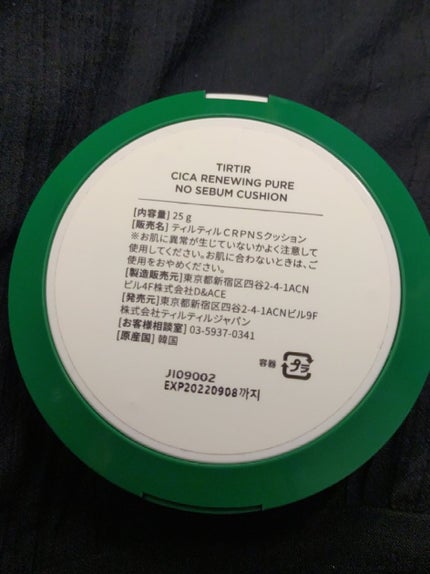 TIRTIR
CICA RENEWING PURE
NO SEBUM CUSHION
[内容量] 25 g
[販売名] ティルティルCRPNSクッション
※お肌に異常が生じていないかよく注意して
使用してください。お肌に合わないときは、ご
使用をおやめください。
[製造販売元]東京都新宿区四谷2-4-1ACN
ビル4F株式会社D&ACE
[発売元]東京都新宿区四谷2-4-1ACNビル9F
株式会社ティルティルジャパン
[お客様相談室] 03-5937-0341
[原産国] 韓国
容器 プラ
JI09002
EXP20220908까지